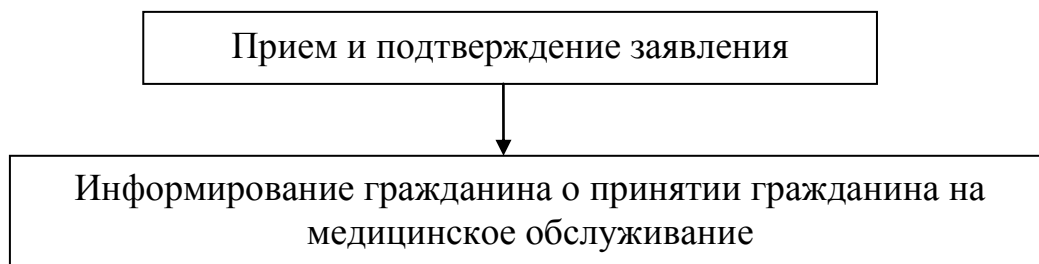 Прием и подтверждение заявления
Информирование гражданина о принятии гражданина на
медицинское обслуживание